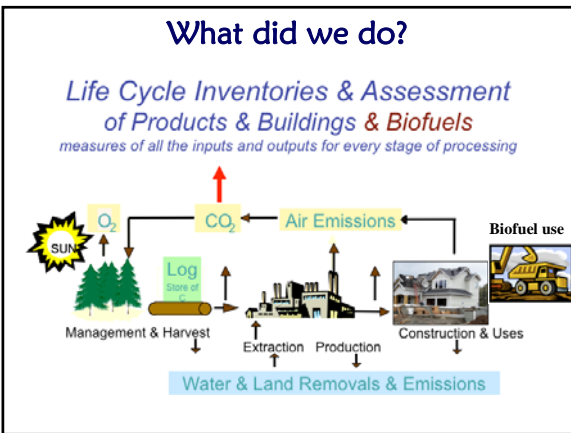 What did we do?
Life Cycle Inventories & Assessment
of Products & Buildings & Biofuels
measures of all the inputs and outputs for every stage of processing
O2
CO2
Air Emissions
Biofuel use
SUN
Log
Store of
C
Management & Harvest
Extraction
Production
Construction & Uses
Water & Land Removals & Emissions